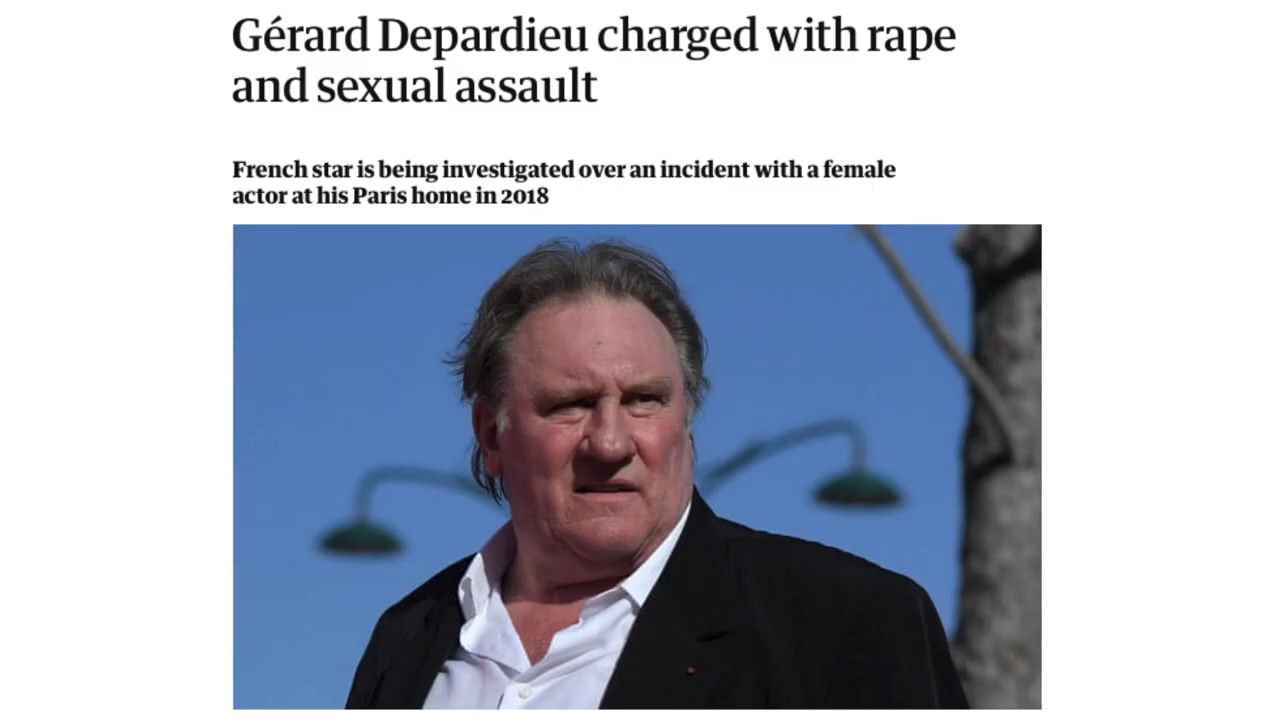 Gérard Depardieu charged with rape
and sexual assault
French star is being investigated over an incident with a female
actor at his Paris home in 2018